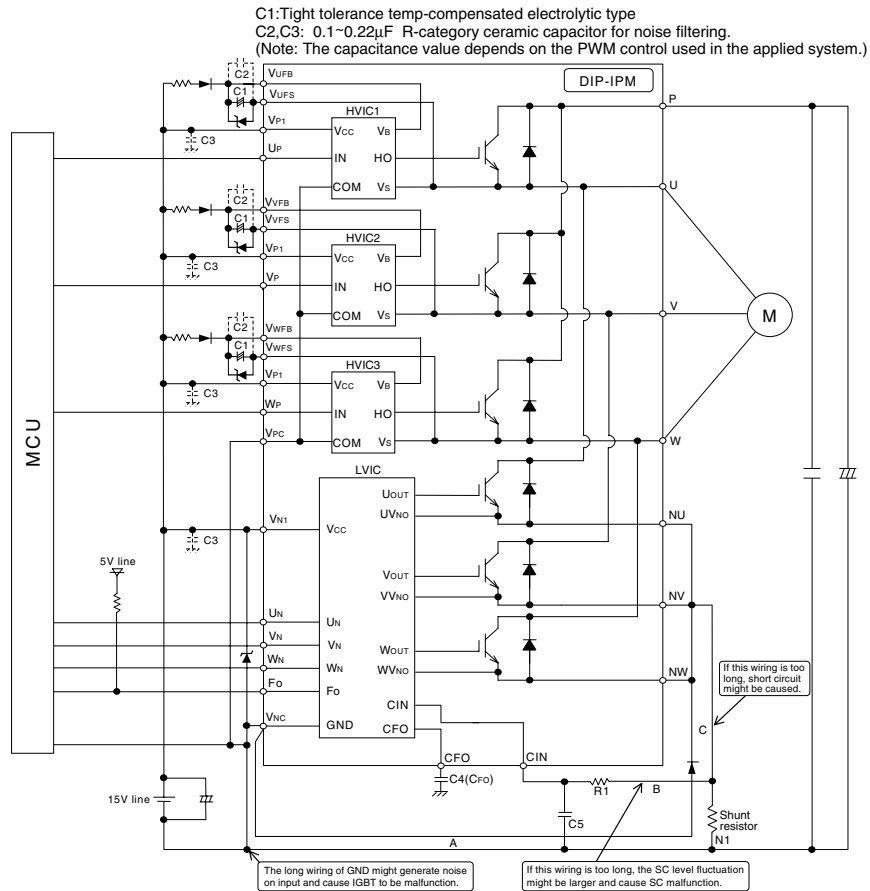 C1:Tight tolerance temp-compensated electrolytic type
C2,C3: 0.1~0.22μF R-category ceramic capacitor for noise filtering.
(Note: The capacitance value depends on the PWM control used in the applied system.)
DIP-IPM
MCU
C2
C1
VUFB
VUFS
VP1
C3
UP
HVIC1
VCC
VB
IN
HO
COM
VS
P
U
C2
C1
VVFB
VVFS
VP1
C3
VP
HVIC2
VCC
VB
IN
HO
COM
VS
V
M
C2
C1
VWFB
VWFS
VP1
C3
WP
VPC
HVIC3
VCC
VB
IN
HO
COM
VS
W
LVIC
UOUT
UVNO
NU
VN1
VCC
C3
5V line
VOUT
VVNO
NV
UN
UN
VN
VN
WN
WN
WOUT
WVNO
NW
FO
Fo
CIN
VNC
GND
CFO
If this wiring is too
long, short circuit
might be caused.
C
CFO
CIN
C4(CFO)
R1
B
15V line
C5
Shunt
resistor
A
N1
The long wiring of GND might generate noise
on input and cause IGBT to be malfunction.
If this wiring is too long, the SC level fluctuation
might be larger and cause SC malfunction.